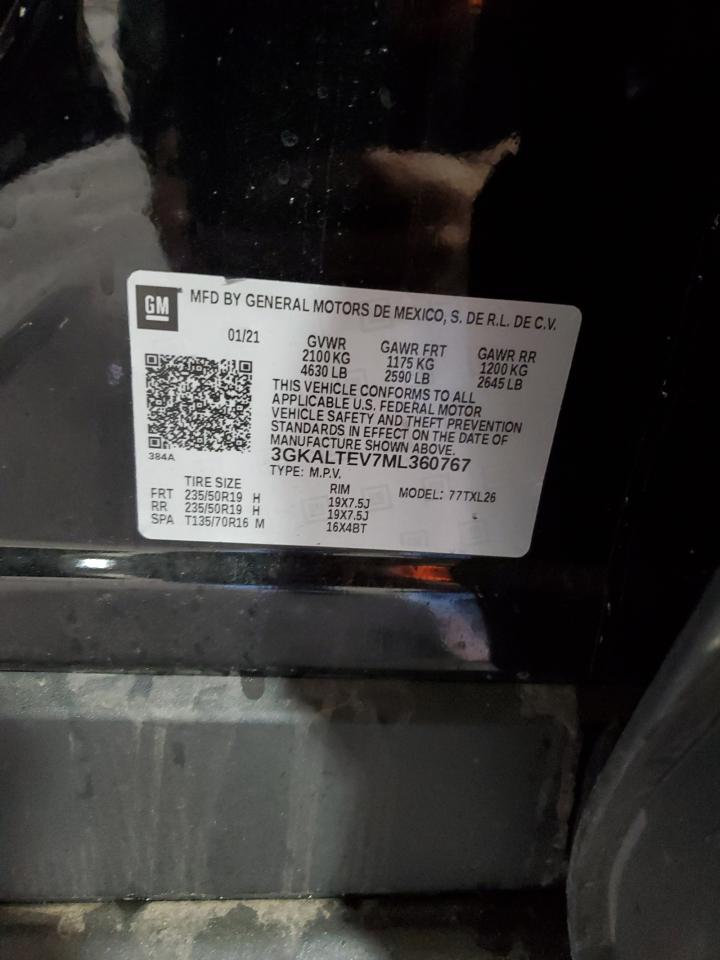 GM
MFD BY GENERAL MOTORS DE MEXICO, S. DE R.L. DE C.V.
01/21
GVWR GAWR FRT GAWR RR
2100 KG 1175 KG 1200 KG
4630 LB 2590 LB 2645 LB
THIS VEHICLE CONFORMS TO ALL
APPLICABLE U.S. FEDERAL MOTOR
VEHICLE SAFETY AND THEFT PREVENTION
STANDARDS IN EFFECT ON THE DATE OF
MANUFACTURE SHOWN ABOVE.
384A
3GKALTEV7ML360767
TYPE: M.P.V.
TIRE SIZE RIM MODEL: 77TXL26
FRT 235/50R19 H 19X7.5J
RR 235/50R19 H 19X7.5J
SPA T135/70R16 M 16X4BT